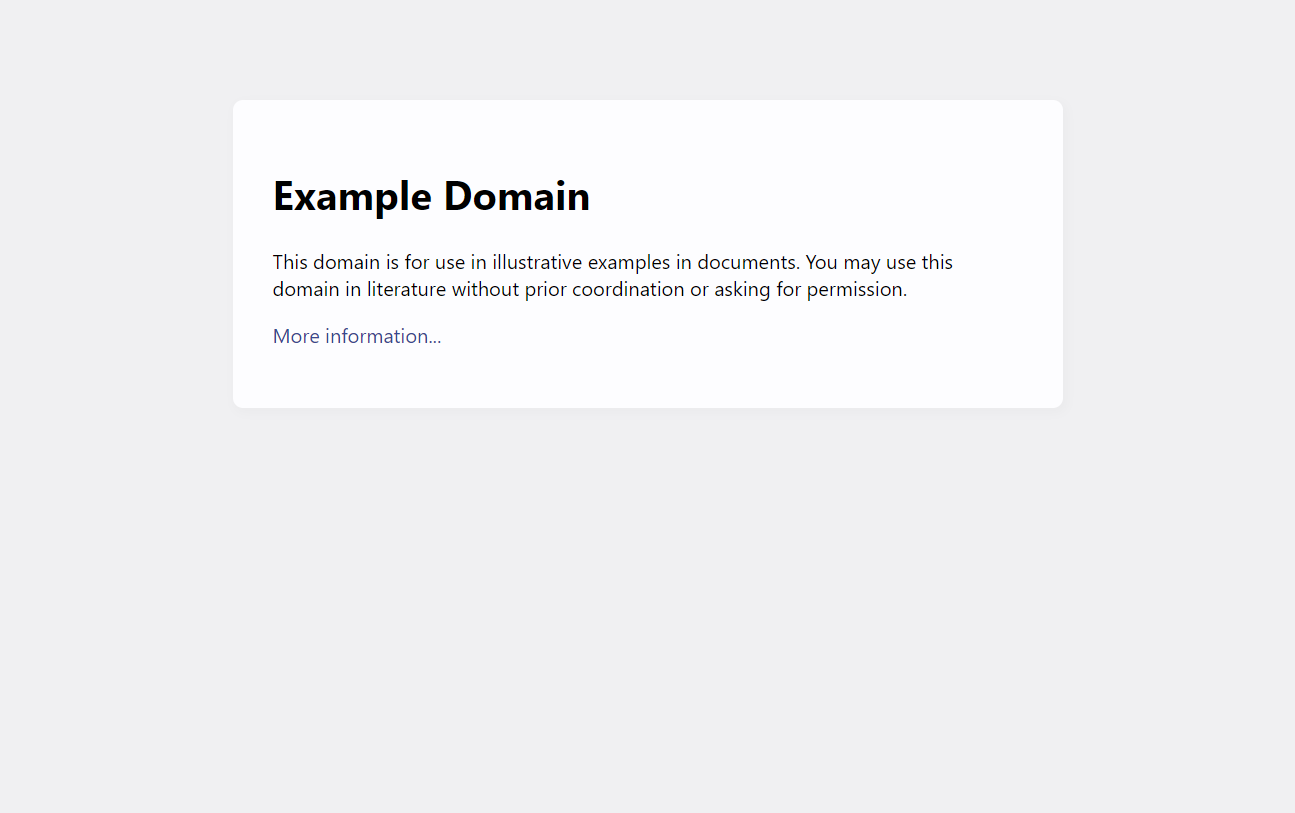 Example Domain
This domain is for use in illustrative examples in documents. You may use this
domain in literature without prior coordination or asking for permission.
More information...